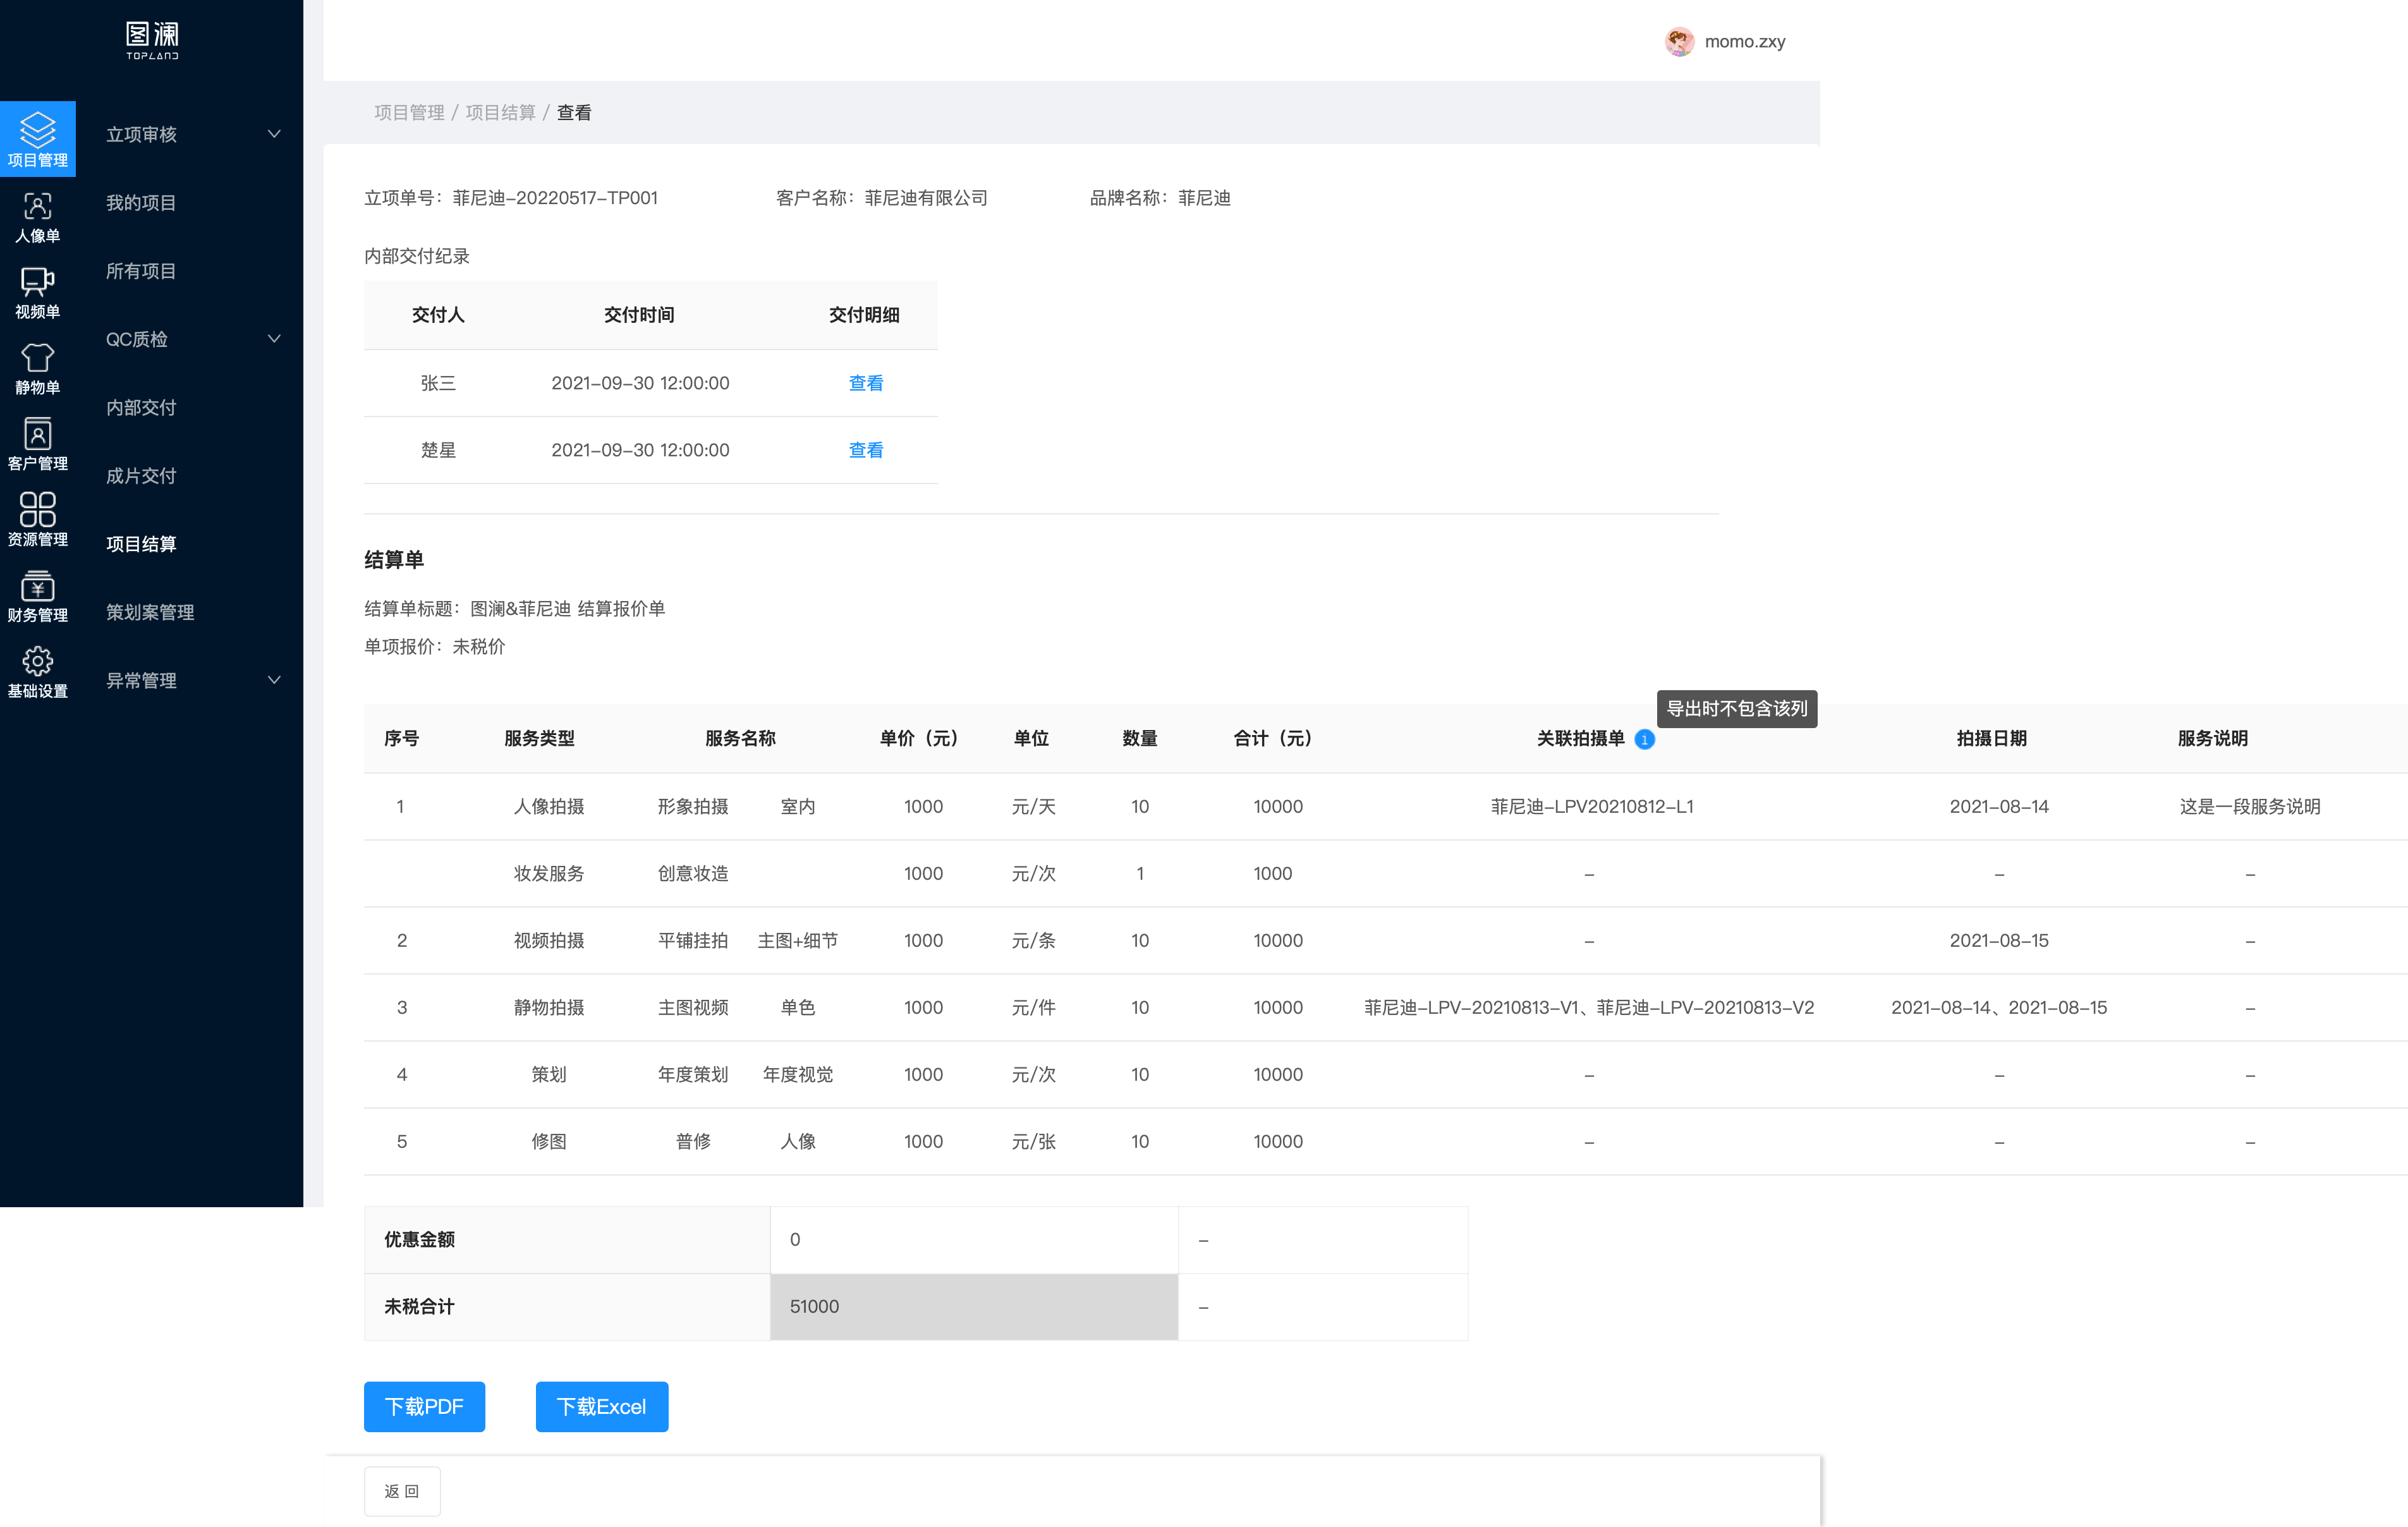 图澜
TOPLAND
momo.zxy
项目管理
人像单
视频单
静物单
客户管理
资源管理
财务管理
基础设置
立项审核
我的项目
所有项目
QC质检
内部交付
成片交付
项目结算
策划案管理
异常管理
项目管理 / 项目结算 / 查看
立项单号：菲尼迪-20220517-TP001 客户名称：菲尼迪有限公司 品牌名称：菲尼迪
内部交付纪录
交付人 交付时间 交付明细
张三 2021-09-30 12:00:00 查看
楚星 2021-09-30 12:00:00 查看
结算单
结算单标题：图澜&菲尼迪 结算报价单
单项报价：未税价
导出时不包含该列
序号 服务类型 服务名称 单价（元） 单位 数量 合计（元） 关联拍摄单 1 拍摄日期 服务说明
1 人像拍摄 形象拍摄 室内 1000 元/天 10 10000 菲尼迪-LPV20210812-L1 2021-08-14 这是一段服务说明
妆发服务 创意妆造 1000 元/次 1 1000 - - -
2 视频拍摄 平铺挂拍 主图+细节 1000 元/条 10 10000 - 2021-08-15 -
3 静物拍摄 主图视频 单色 1000 元/件 10 10000 菲尼迪-LPV-20210813-V1、菲尼迪-LPV-20210813-V2 2021-08-14、2021-08-15 -
4 策划 年度策划 年度视觉 1000 元/次 10 10000 - - -
5 修图 普修 人像 1000 元/张 10 10000 - - -
优惠金额 0 -
未税合计 51000 -
下载PDF 下载Excel
返 回